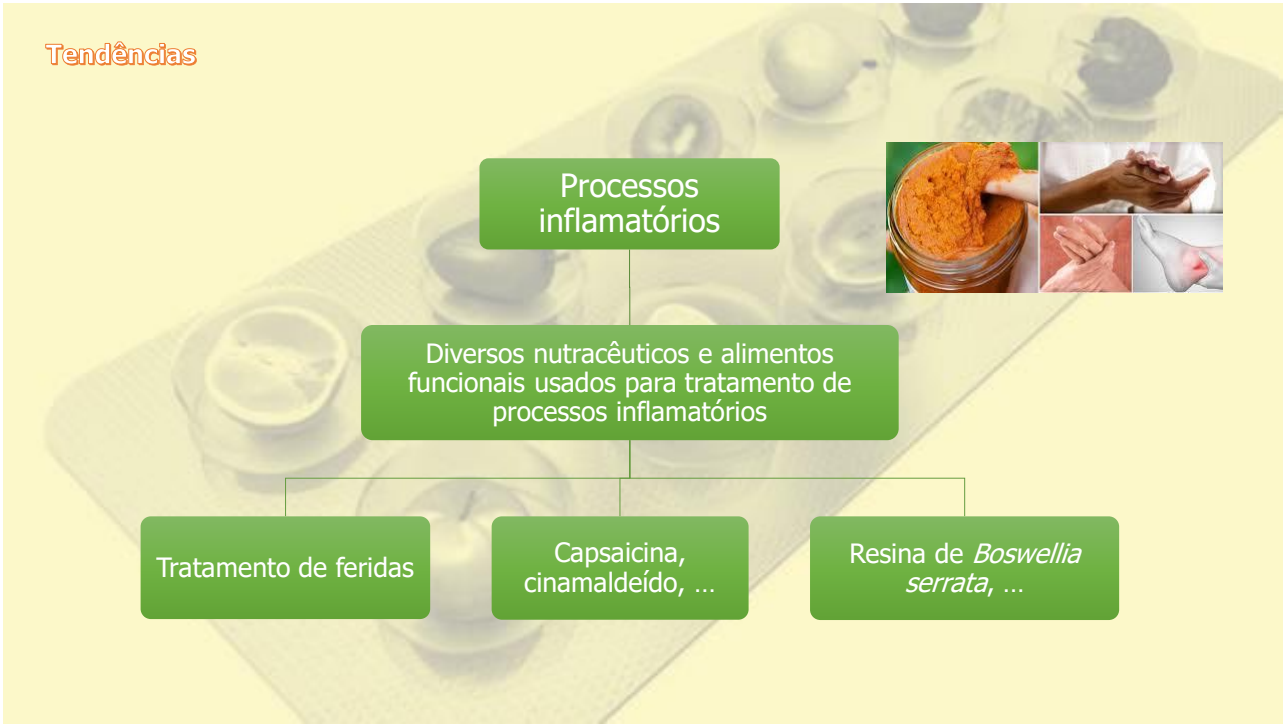 Tendências
Processos
inflamatórios
Diversos nutracêuticos e alimentos
funcionais usados para tratamento de
processos inflamatórios
Tratamento de feridas
Capsaicina,
cinamaldeído, …
Resina de Boswellia
serrata, …